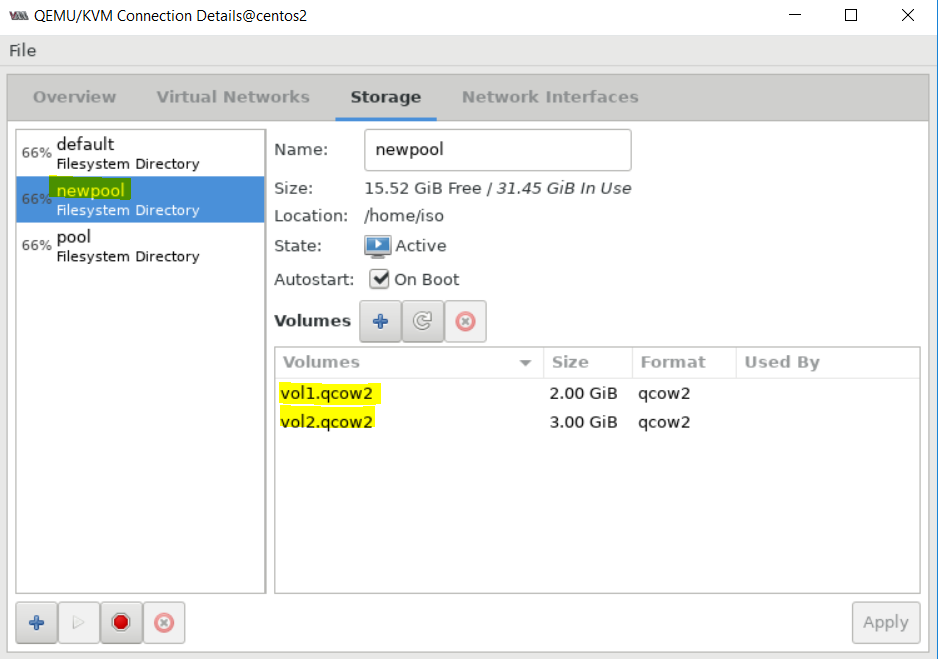 QEMU/KVM Connection Details@centos2
File
Overview Virtual Networks Storage Network Interfaces
66% default
Filesystem Directory
66% newpool
Filesystem Directory
66% pool
Filesystem Directory
Name: newpool
Size: 15.52 GiB Free / 31.45 GiB In Use
Location: /home/iso
State: Active
Autostart: On Boot
Volumes
Volumes Size Format Used By
vol1.qcow2 2.00 GiB qcow2
vol2.qcow2 3.00 GiB qcow2
Apply